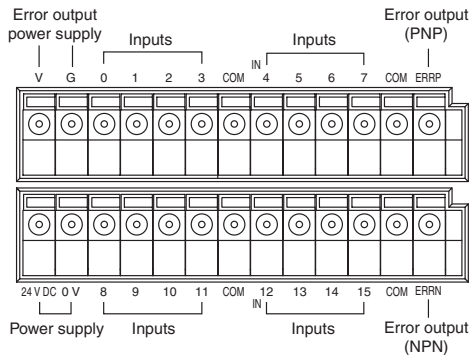 Error output
power supply
Error output
(PNP)
Inputs
Inputs
V G 0 1 2 3 COM IN 4 5 6 7 COM ERRP
24 V DC 0 V 8 9 10 11 COM IN 12 13 14 15 COM ERRN
Power supply
Inputs
Inputs
Error output
(NPN)